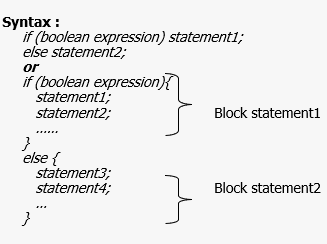 Syntax :
if (boolean expression) statement1;
else statement2;
or
if (boolean expression){
statement1;
statement2;
......
}
Block statement1
else {
statement3;
statement4;
...
}
Block statement2